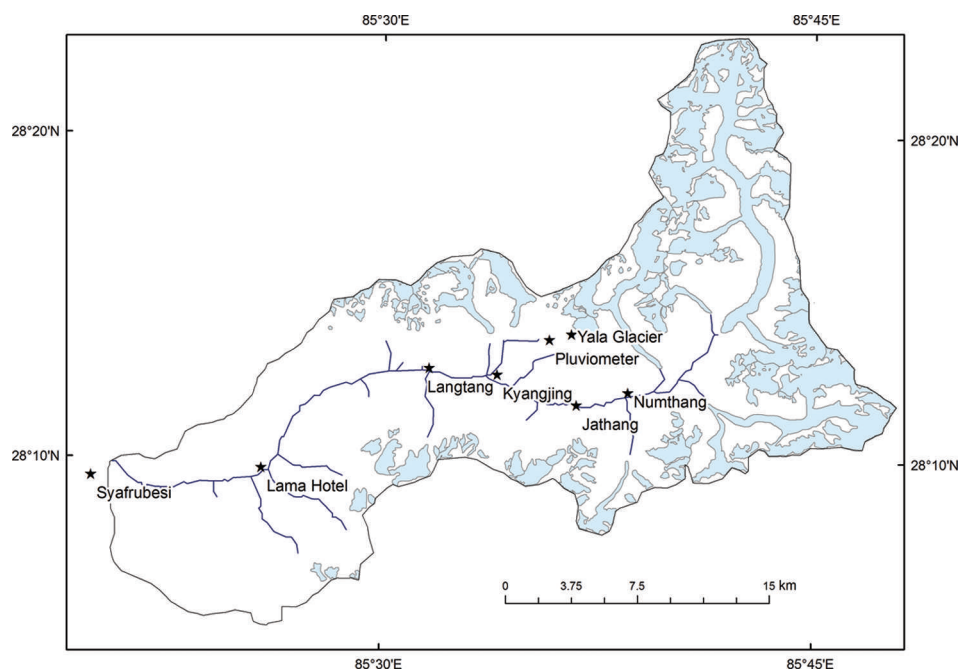 85°30'E
85°45'E
28°20'N
28°20'N
Yala Glacier
Pluviometer
Langtang
Kyangjing
Numthang
Jathang
28°10'N
28°10'N
Lama Hotel
Syafrubesi
0
3.75
7.5
15 km
85°30'E
85°45'E